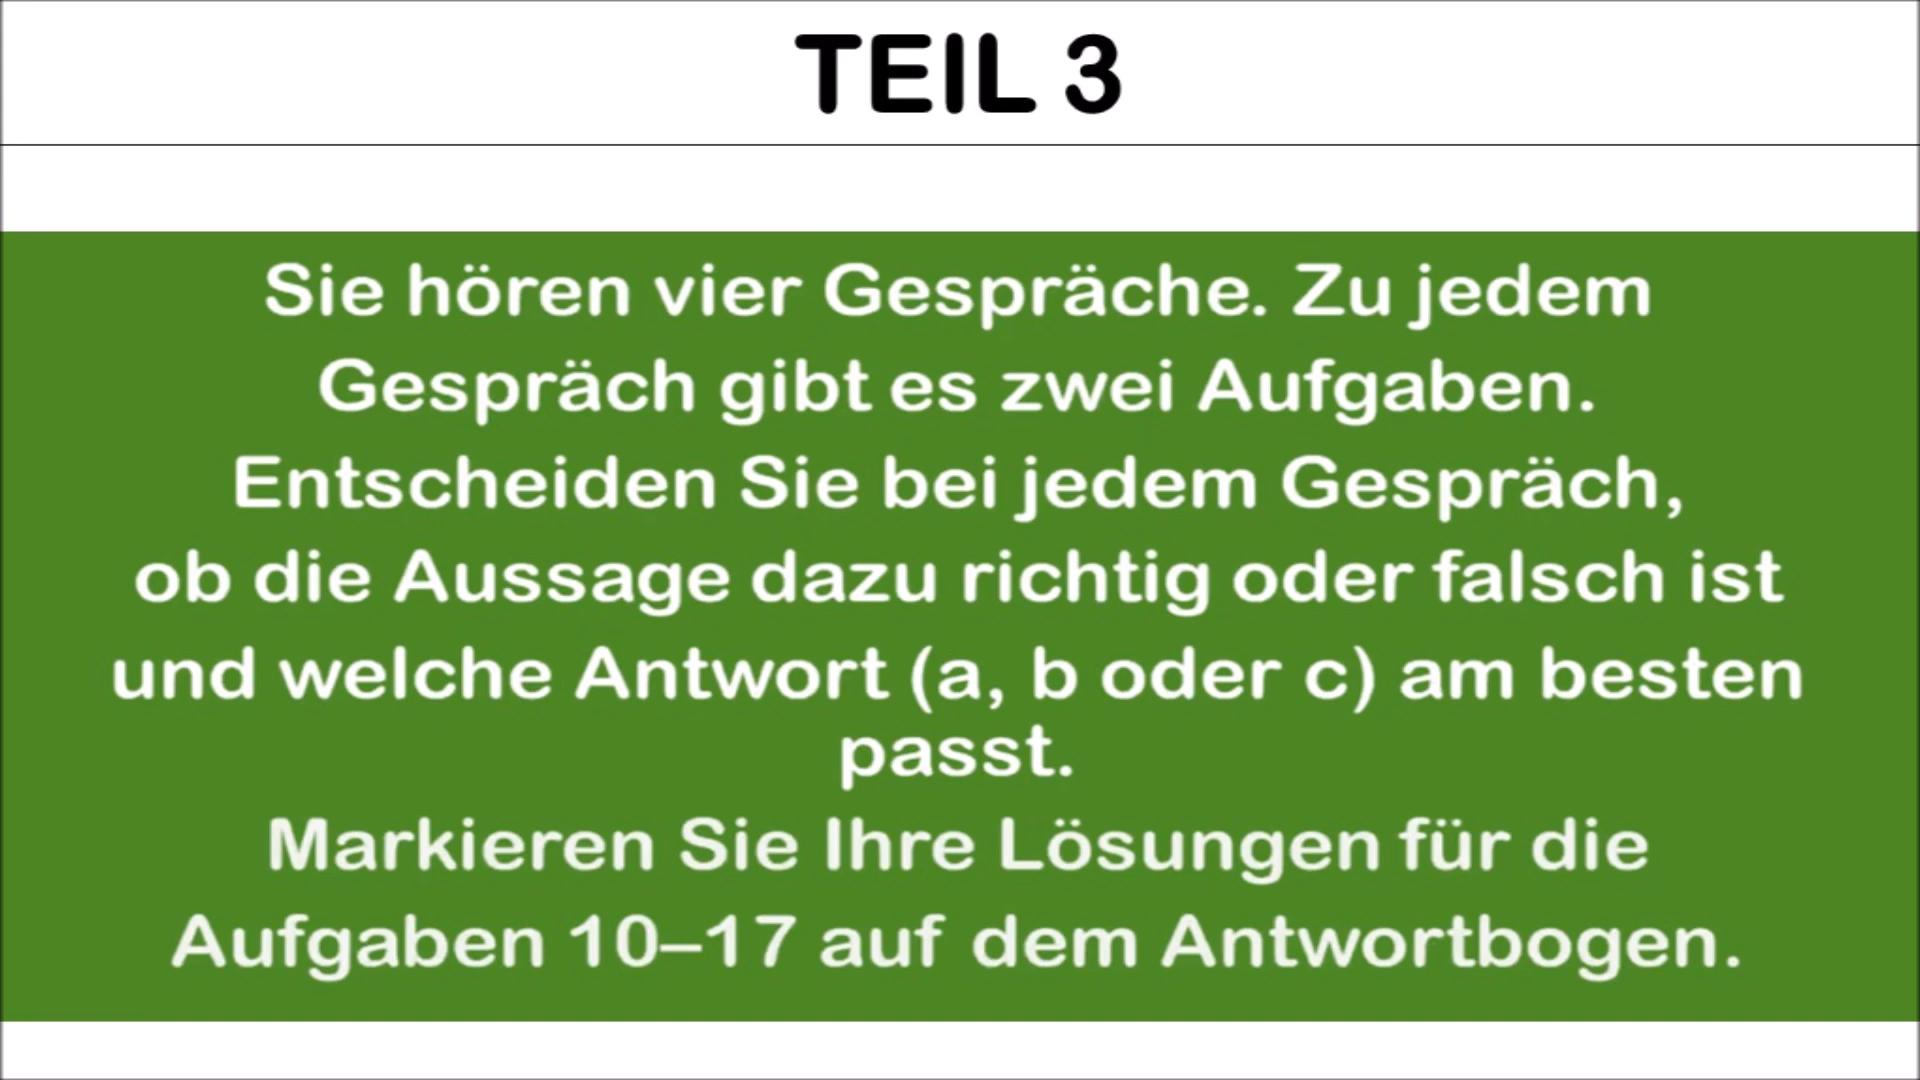 TEIL 3
Sie hören vier Gespräche. Zu jedem
Gespräch gibt es zwei Aufgaben.
Entscheiden Sie bei jedem Gespräch,
ob die Aussage dazu richtig oder falsch ist
und welche Antwort (a, b oder c) am besten
passt.
Markieren Sie Ihre Lösungen für die
Aufgaben 10–17 auf dem Antwortbogen.